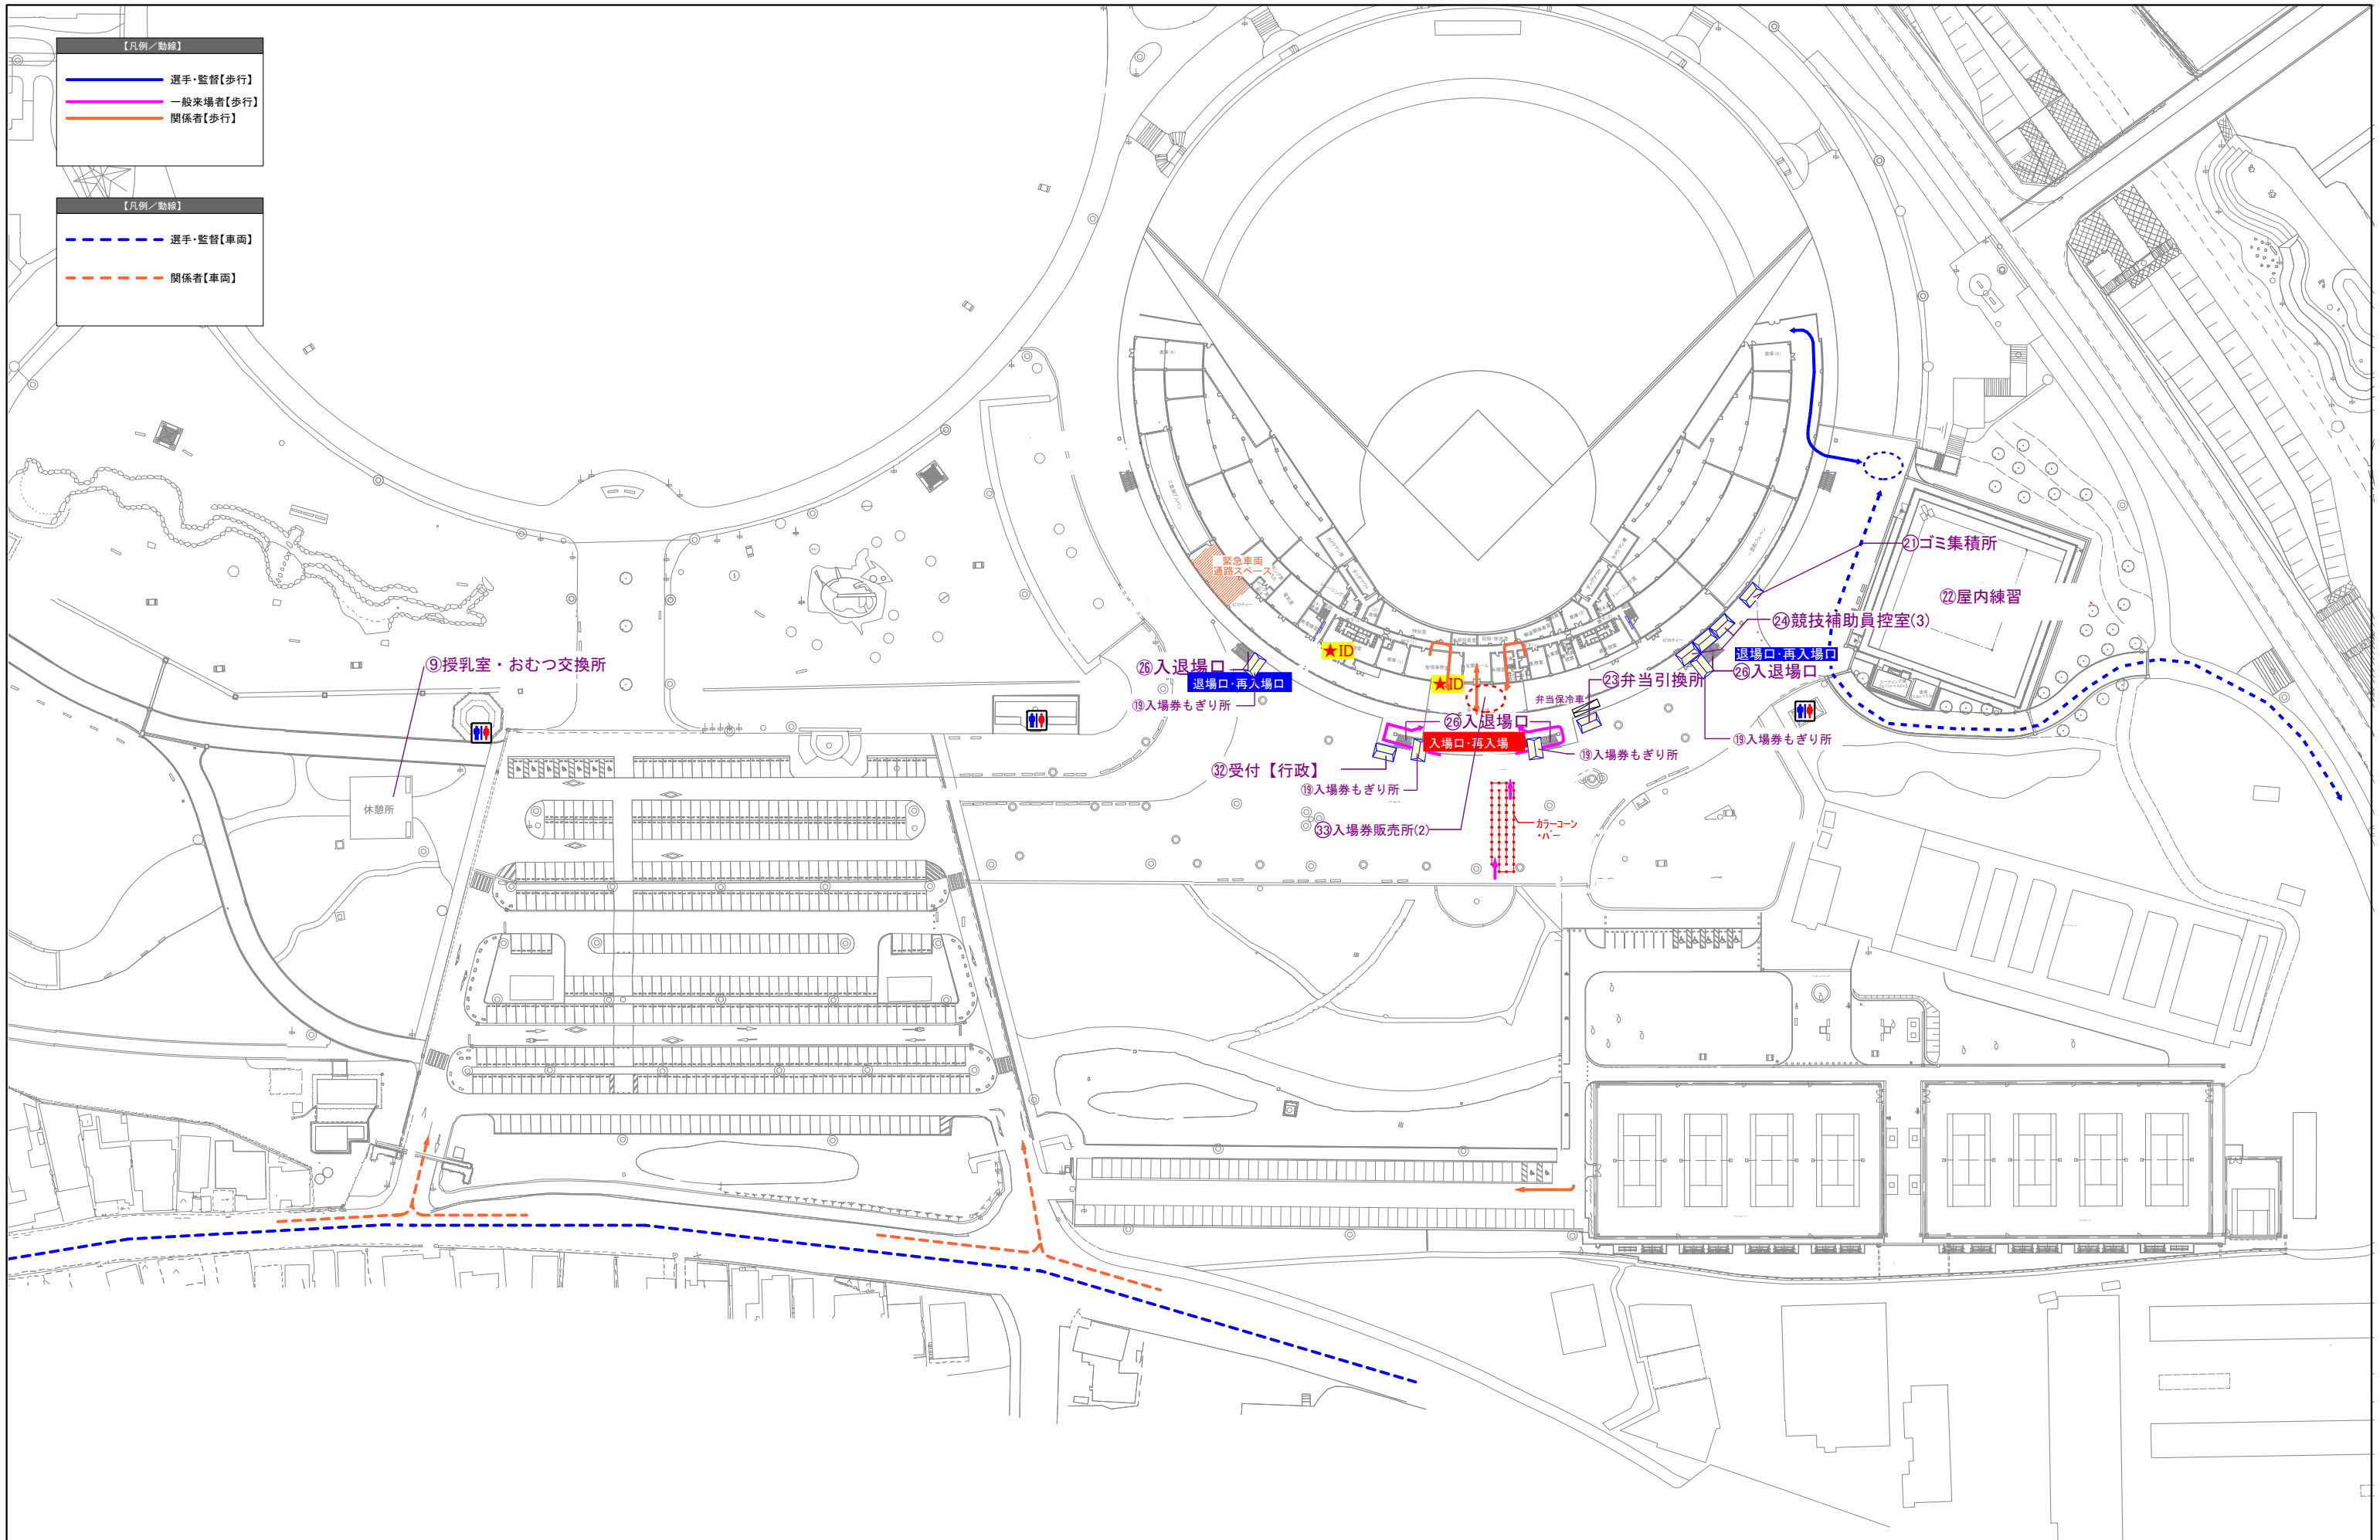 【凡例／動線】
選手・監督【歩行】
一般来場者【歩行】
関係者【歩行】
【凡例／動線】
選手・監督【車両】
関係者【車両】
緊急車両
通路スペース
㉑ゴミ集積所
㉒屋内練習
㉔競技補助員控室(3)
退場口・再入場口
㉖入退場口
⑲入場券もぎり所
⑨授乳室・おむつ交換所
休憩所
㉖入退場口
退場口・再入場口
⑲入場券もぎり所
★ID
★ID
㉓弁当引換所
弁当保冷車
㉖入退場口
入場口・再入場
⑲入場券もぎり所
㉜受付【行政】
⑲入場券もぎり所
㉝入場券販売所(2)
カラーコーン
・バー